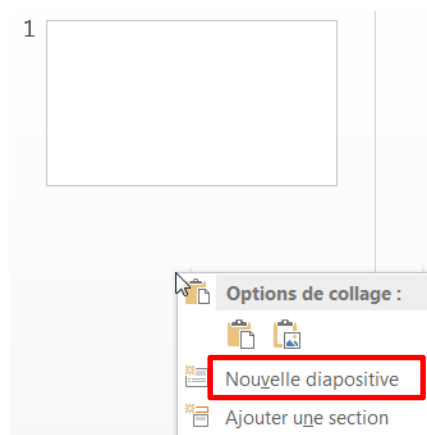 1
Options de collage :
Nouvelle diapositive
Ajouter une section